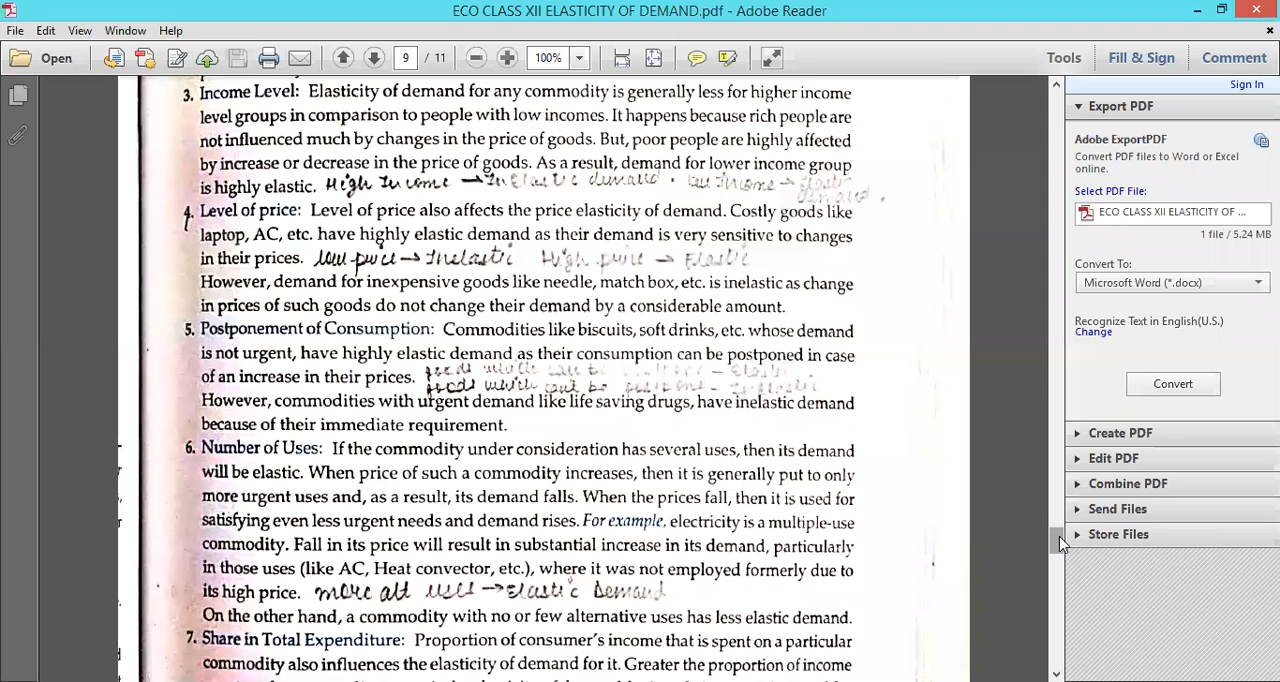 ECO CLASS XII ELASTICITY OF DEMAND.pdf - Adobe Reader
File Edit View Window Help
Open 9 / 11 100% Tools Fill & Sign Comment
Sign In
Export PDF
Adobe ExportPDF
Convert PDF files to Word or Excel
online.
Select PDF File:
ECO CLASS XII ELASTICITY OF ...
1 file / 5.24 MB
Convert To:
Microsoft Word (*.docx)
Recognize Text in English(U.S.)
Change
Convert
Create PDF
Edit PDF
Combine PDF
Send Files
Store Files
3. Income Level: Elasticity of demand for any commodity is generally less for higher income
level groups in comparison to people with low incomes. It happens because rich people are
not influenced much by changes in the price of goods. But, poor people are highly affected
by increase or decrease in the price of goods. As a result, demand for lower income group
is highly elastic. High Income → Inelastic demand. Low Income → Elastic
demand.
4. Level of price: Level of price also affects the price elasticity of demand. Costly goods like
laptop, AC, etc. have highly elastic demand as their demand is very sensitive to changes
in their prices. Low price → Inelastic High price → Elastic
However, demand for inexpensive goods like needle, match box, etc. is inelastic as change
in prices of such goods do not change their demand by a considerable amount.
5. Postponement of Consumption: Commodities like biscuits, soft drinks, etc. whose demand
is not urgent, have highly elastic demand as their consumption can be postponed in case
of an increase in their prices. goods which can be - Elastic
goods which can't be - Inelastic
However, commodities with urgent demand like life saving drugs, have inelastic demand
because of their immediate requirement.
6. Number of Uses: If the commodity under consideration has several uses, then its demand
will be elastic. When price of such a commodity increases, then it is generally put to only
more urgent uses and, as a result, its demand falls. When the prices fall, then it is used for
satisfying even less urgent needs and demand rises. For example, electricity is a multiple-use
commodity. Fall in its price will result in substantial increase in its demand, particularly
in those uses (like AC, Heat convector, etc.), where it was not employed formerly due to
its high price. more alt uses → Elastic Demand
On the other hand, a commodity with no or few alternative uses has less elastic demand.
7. Share in Total Expenditure: Proportion of consumer's income that is spent on a particular
commodity also influences the elasticity of demand for it. Greater the proportion of income